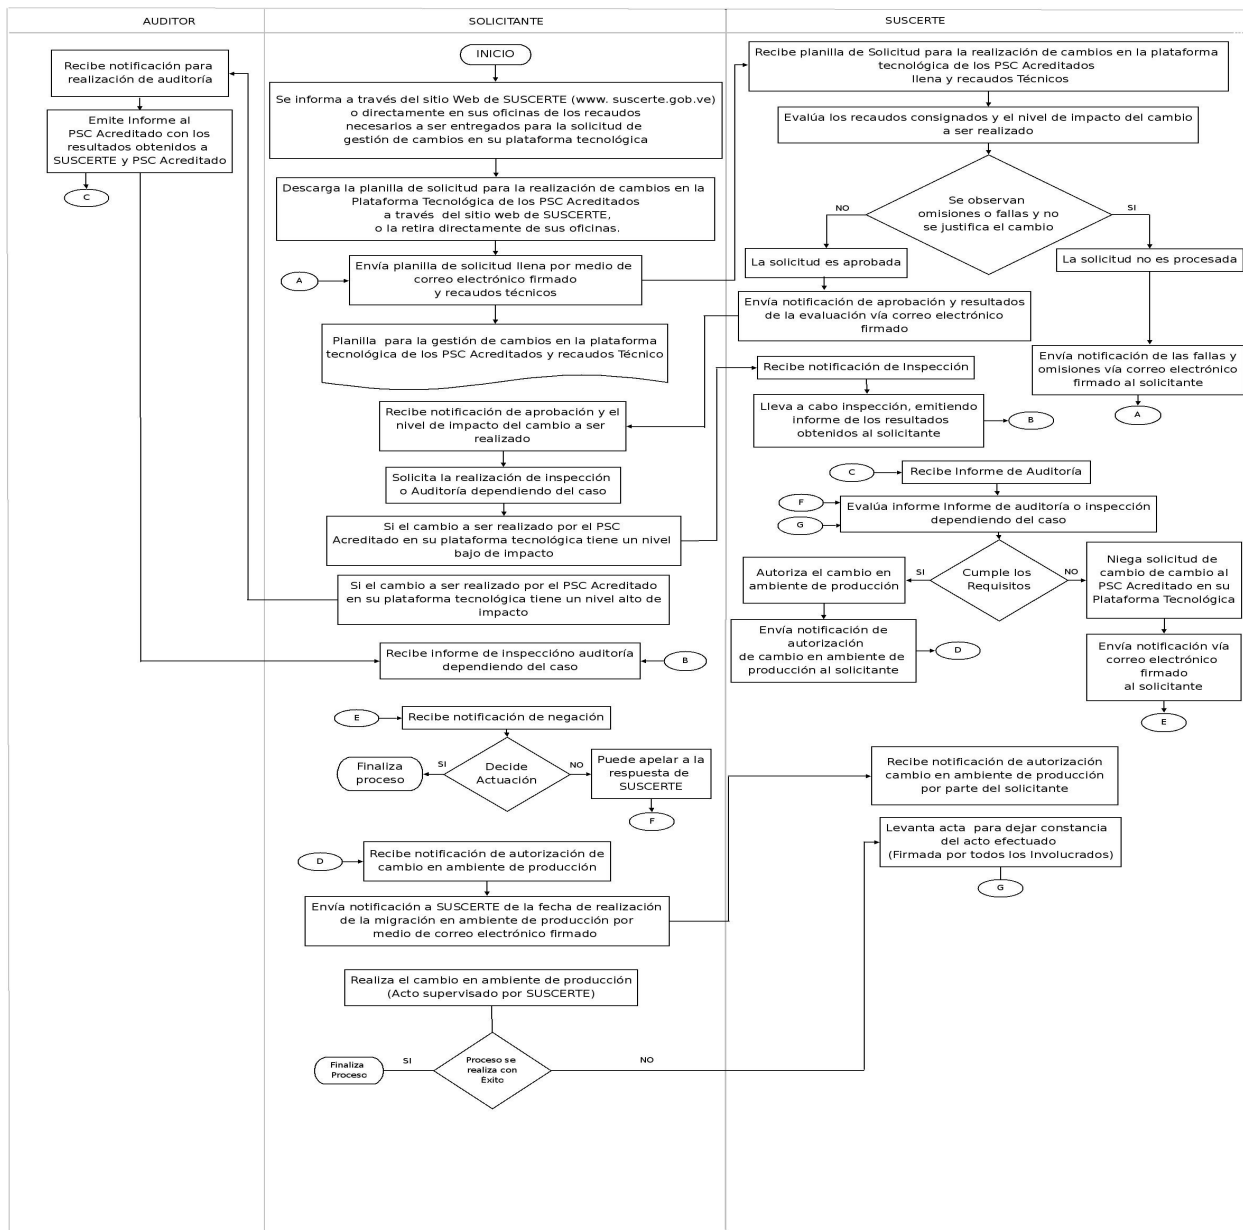 AUDITOR
SOLICITANTE
SUSCERTE
Recibe notificación para
realización de auditoría
Emite Informe al
PSC Acreditado con los
resultados obtenidos a
SUSCERTE y PSC Acreditado
C
INICIO
Se informa a través del sitio Web de SUSCERTE (www. suscerte.gob.ve)
o directamente en sus oficinas de los recaudos
necesarios a ser entregados para la solicitud de
gestión de cambios en su plataforma tecnológica
Descarga la planilla de solicitud para la realización de cambios en la
Plataforma Tecnológica de los PSC Acreditados
a través del sitio web de SUSCERTE,
o la retira directamente de sus oficinas.
A
Envía planilla de solicitud llena por medio de
correo electrónico firmado
y recaudos técnicos
Planilla para la gestión de cambios en la plataforma
tecnológica de los PSC Acreditados y recaudos Técnico
Recibe notificación de aprobación y el
nivel de impacto del cambio a ser
realizado
Solicita la realización de inspección
o Auditoría dependiendo del caso
Si el cambio a ser realizado por el PSC
Acreditado en su plataforma tecnológica tiene un nivel
bajo de impacto
Si el cambio a ser realizado por el PSC Acreditado
en su plataforma tecnológica tiene un nivel alto de
impacto
Recibe informe de inspeccióno auditoría
dependiendo del caso
B
E
Recibe notificación de negación
Finaliza
proceso
SI
Decide
Actuación
NO
Puede apelar a la
respuesta de
SUSCERTE
F
D
Recibe notificación de autorización de
cambio en ambiente de producción
Envía notificación a SUSCERTE de la fecha de realización
de la migración en ambiente de producción por
medio de correo electrónico firmado
Realiza el cambio en ambiente de producción
(Acto supervisado por SUSCERTE)
Finaliza
Proceso
SI
Proceso se
realiza con
Èxito
NO
Recibe planilla de Solicitud para la realización de cambios en la plataforma
tecnológica de los PSC Acreditados
llena y recaudos Técnicos
Evalúa los recaudos consignados y el nivel de impacto del cambio
a ser realizado
NO
Se observan
omisiones o fallas y no
se justifica el cambio
SI
La solicitud es aprobada
La solicitud no es procesada
Envía notificación de aprobación y resultados
de la evaluación vía correo electrónico
firmado
Envía notificación de las fallas y
omisiones vía correo electrónico
firmado al solicitante
A
Recibe notificación de Inspección
Lleva a cabo inspección, emitiendo
informe de los resultados
obtenidos al solicitante
B
C
Recibe Informe de Auditoría
F
G
Evalúa informe Informe de auditoría o inspección
dependiendo del caso
Autoriza el cambio en
ambiente de producción
SI
Cumple los
Requisitos
NO
Niega solicitud de
cambio de cambio al
PSC Acreditado en su
Plataforma Tecnológica
Envía notificación de
autorización
de cambio en ambiente de
producción al solicitante
D
Envía notificación vía
correo electrónico
firmado
al solicitante
E
Recibe notificación de autorización
cambio en ambiente de producción
por parte del solicitante
Levanta acta para dejar constancia
del acto efectuado
(Firmada por todos los Involucrados)
G